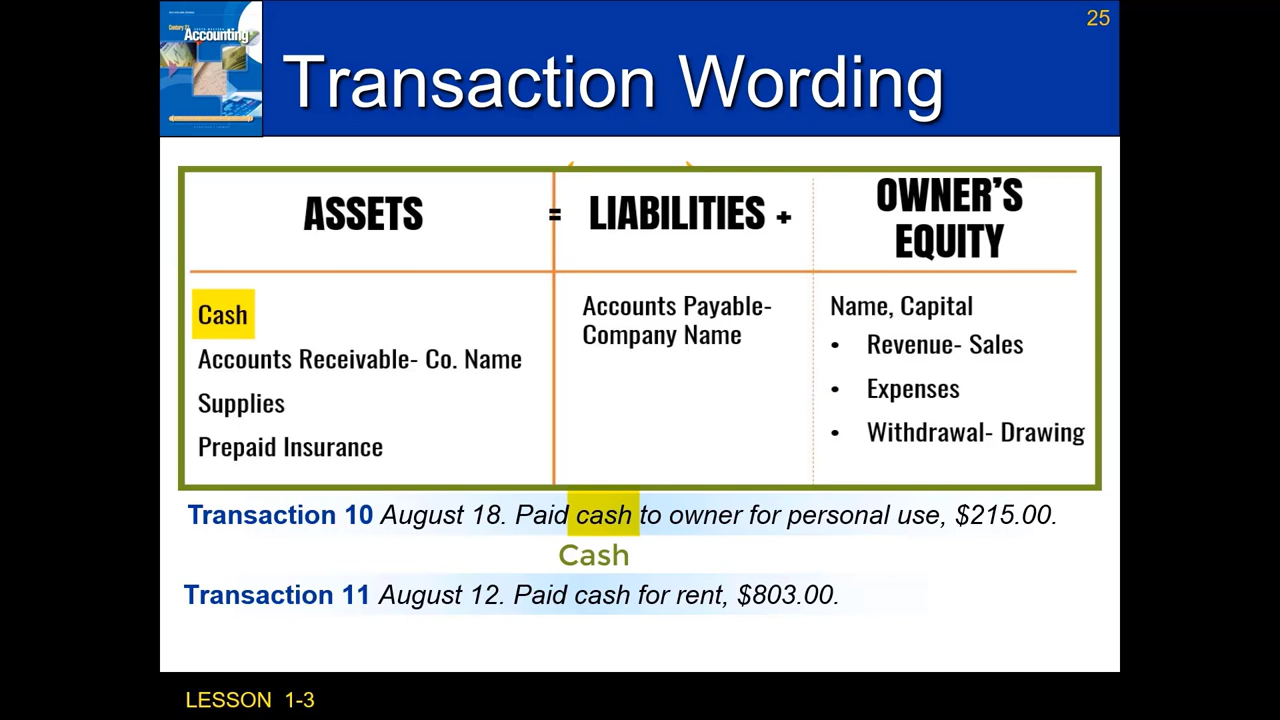 25
Century 21
Accounting
Transaction Wording
ASSETS = LIABILITIES + OWNER'S EQUITY
Cash
Accounts Receivable- Co. Name
Supplies
Prepaid Insurance
Accounts Payable-
Company Name
Name, Capital
• Revenue- Sales
• Expenses
• Withdrawal- Drawing
Transaction 10 August 18. Paid cash to owner for personal use, $215.00.
Cash
Transaction 11 August 12. Paid cash for rent, $803.00.
LESSON 1-3